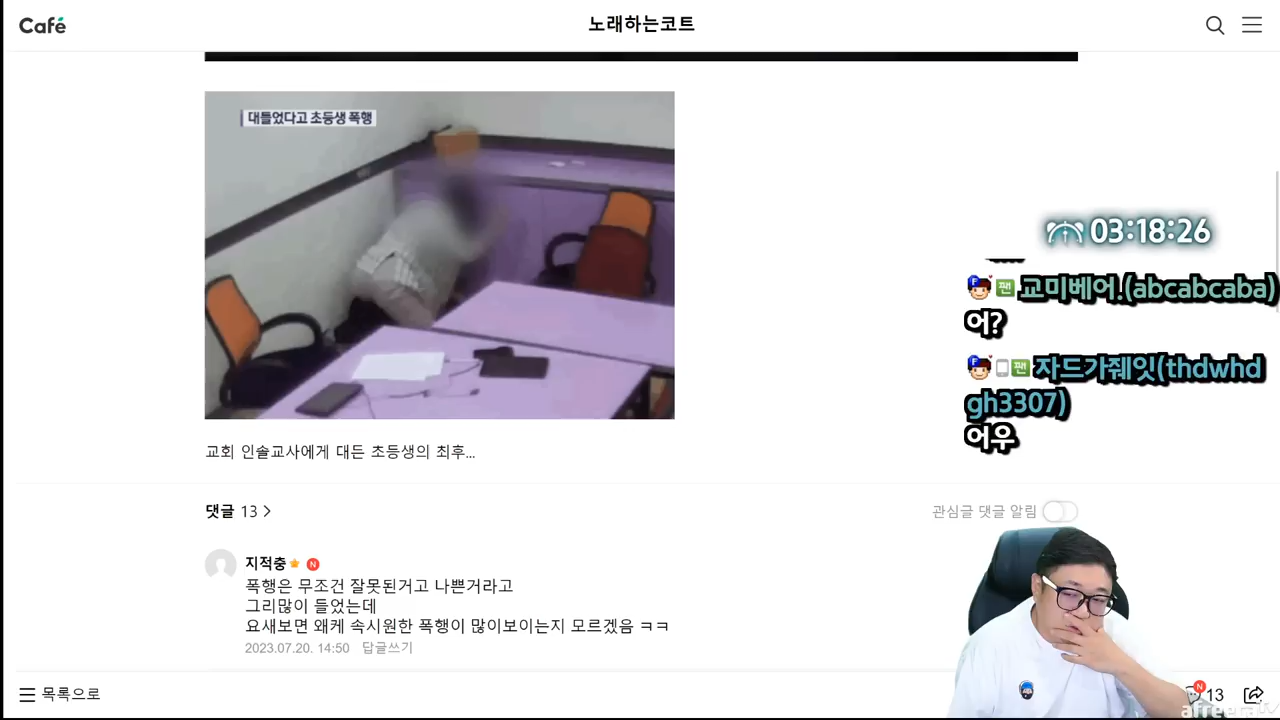 Café
노래하는코트
대들었다고 초등생 폭행
03:18:26
팬 교미베어.(abcabcaba)
어?
팬 자드가줴잇(thdwhd
gh3307)
어우
교회 인솔교사에게 대든 초등생의 최후...
댓글 13 >
관심글 댓글 알림
지적충 N
폭행은 무조건 잘못된거고 나쁜거라고
그리많이 들었는데
요새보면 왜케 속시원한 폭행이 많이보이는지 모르겠음 ㅋㅋ
2023.07.20. 14:50 답글쓰기
목록으로
N 13
afreecaTV